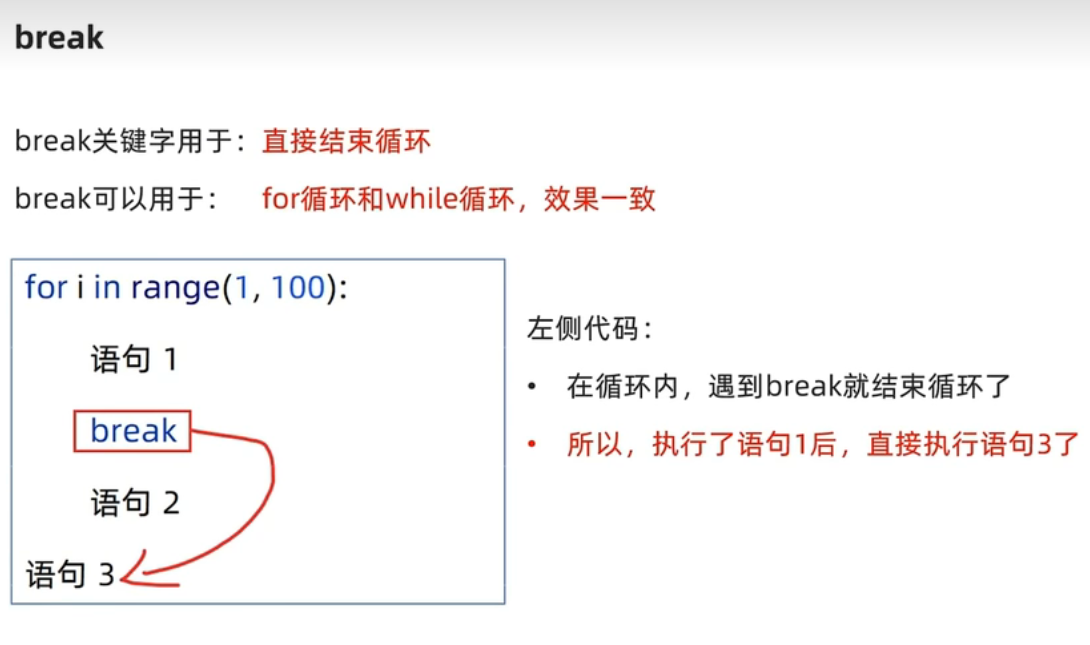 break
break关键字用于：直接结束循环
break可以用于： for循环和while循环，效果一致
for i in range(1, 100):
语句 1
break
语句 2
语句 3
左侧代码：
• 在循环内，遇到break就结束循环了
• 所以，执行了语句1后，直接执行语句3了